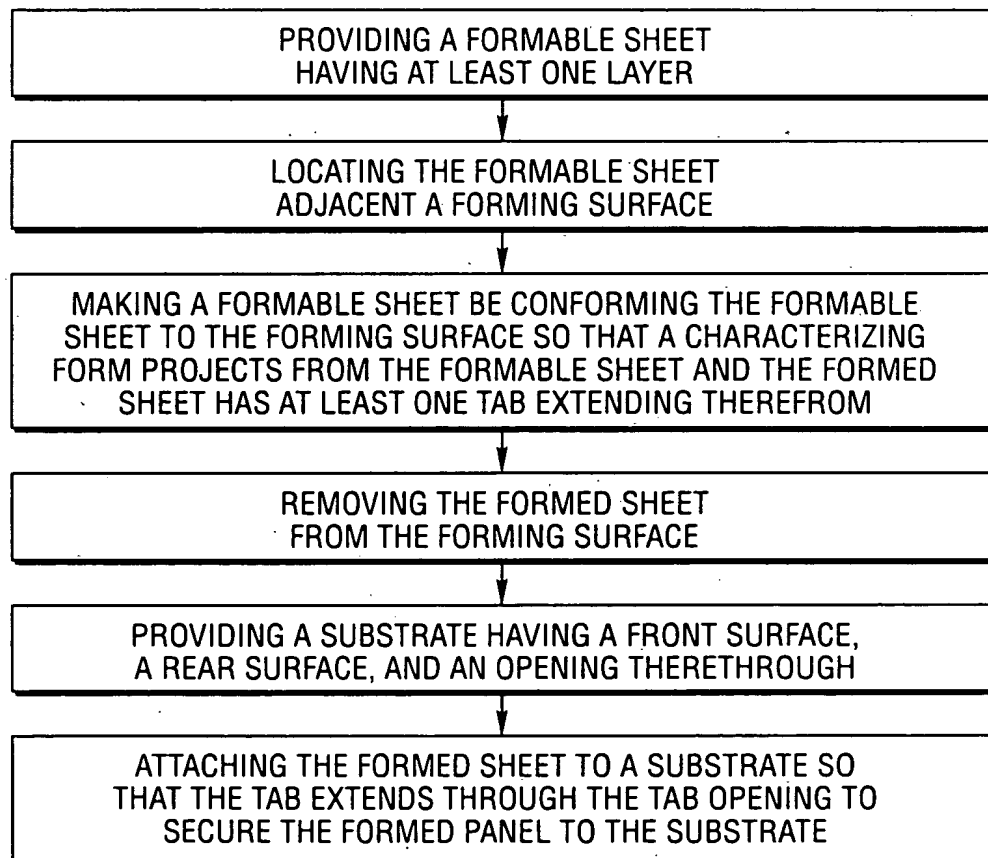 PROVIDING A FORMABLE SHEET
HAVING AT LEAST ONE LAYER
LOCATING THE FORMABLE SHEET
ADJACENT A FORMING SURFACE
MAKING A FORMABLE SHEET BE CONFORMING THE FORMABLE
SHEET TO THE FORMING SURFACE SO THAT A CHARACTERIZING
FORM PROJECTS FROM THE FORMABLE SHEET AND THE FORMED
SHEET HAS AT LEAST ONE TAB EXTENDING THEREFROM
REMOVING THE FORMED SHEET
FROM THE FORMING SURFACE
PROVIDING A SUBSTRATE HAVING A FRONT SURFACE,
A REAR SURFACE, AND AN OPENING THERETHROUGH
ATTACHING THE FORMED SHEET TO A SUBSTRATE SO
THAT THE TAB EXTENDS THROUGH THE TAB OPENING TO
SECURE THE FORMED PANEL TO THE SUBSTRATE